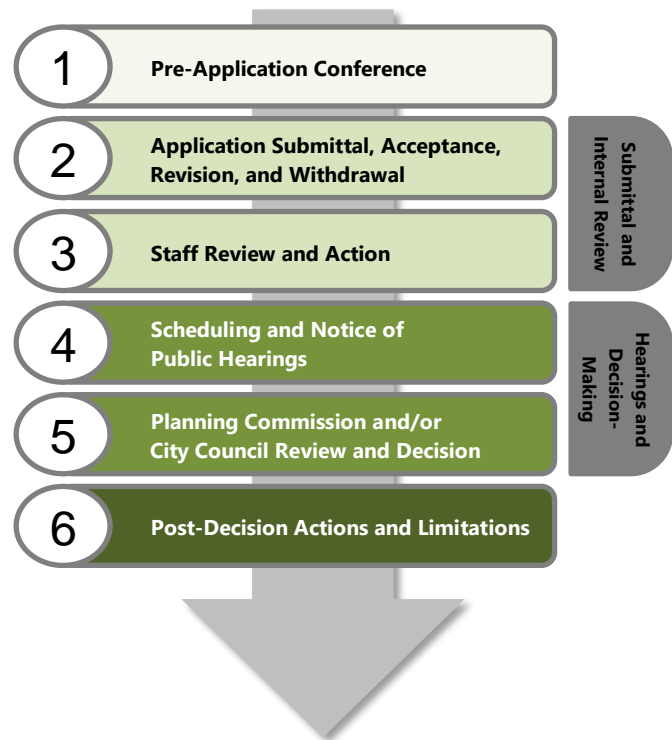 1
Pre-Application Conference
2
Application Submittal, Acceptance,
Revision, and Withdrawal
3
Staff Review and Action
Submittal and
Internal Review
4
Scheduling and Notice of
Public Hearings
5
Planning Commission and/or
City Council Review and Decision
Hearings and
Decision-
Making
6
Post-Decision Actions and Limitations